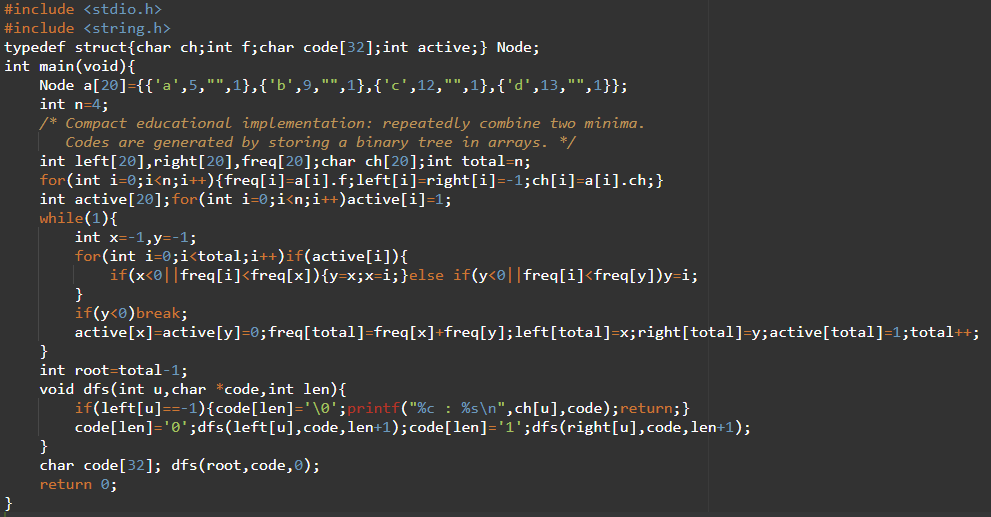 #include <stdio.h>
#include <string.h>
typedef struct{char ch;int f;char code[32];int active;} Node;
int main(void){
    Node a[20]={{'a',5,"",1},{'b',9,"",1},{'c',12,"",1},{'d',13,"",1}};
    int n=4;
    /* Compact educational implementation: repeatedly combine two minima.
       Codes are generated by storing a binary tree in arrays. */
    int left[20],right[20],freq[20];char ch[20];int total=n;
    for(int i=0;i<n;i++){freq[i]=a[i].f;left[i]=right[i]=-1;ch[i]=a[i].ch;}
    int active[20];for(int i=0;i<n;i++)active[i]=1;
    while(1){
        int x=-1,y=-1;
        for(int i=0;i<total;i++)if(active[i]){
            if(x<0||freq[i]<freq[x]){y=x;x=i;}else if(y<0||freq[i]<freq[y])y=i;
        }
        if(y<0)break;
        active[x]=active[y]=0;freq[total]=freq[x]+freq[y];left[total]=x;right[total]=y;active[total]=1;total++;
    }
    int root=total-1;
    void dfs(int u,char *code,int len){
        if(left[u]==-1){code[len]='\0';printf("%c : %s\n",ch[u],code);return;}
        code[len]='0';dfs(left[u],code,len+1);code[len]='1';dfs(right[u],code,len+1);
    }
    char code[32]; dfs(root,code,0);
    return 0;
}